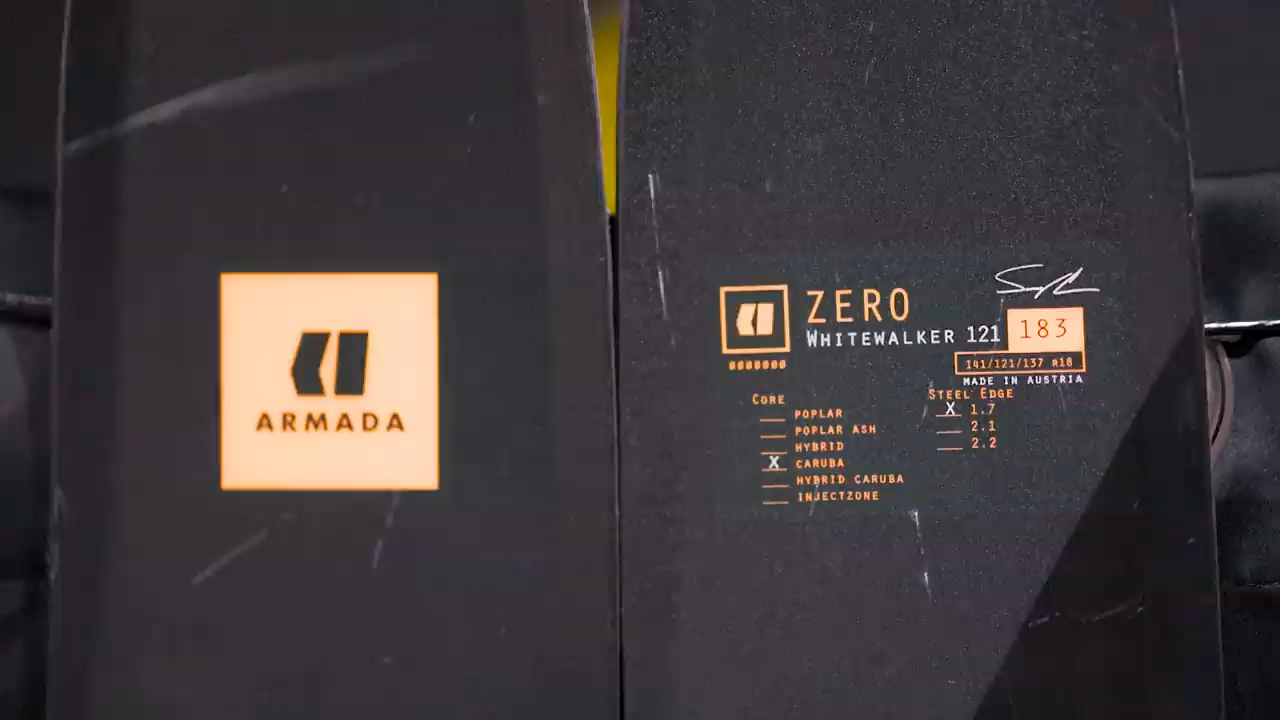 ARMADA
ZERO
WHITEWALKER 121
183
141/121/137 R18
MADE IN AUSTRIA
CORE
POPLAR
POPLAR ASH
HYBRID
X CARUBA
HYBRID CARUBA
INJECTZONE
STEEL EDGE
X 1.7
2.1
2.2